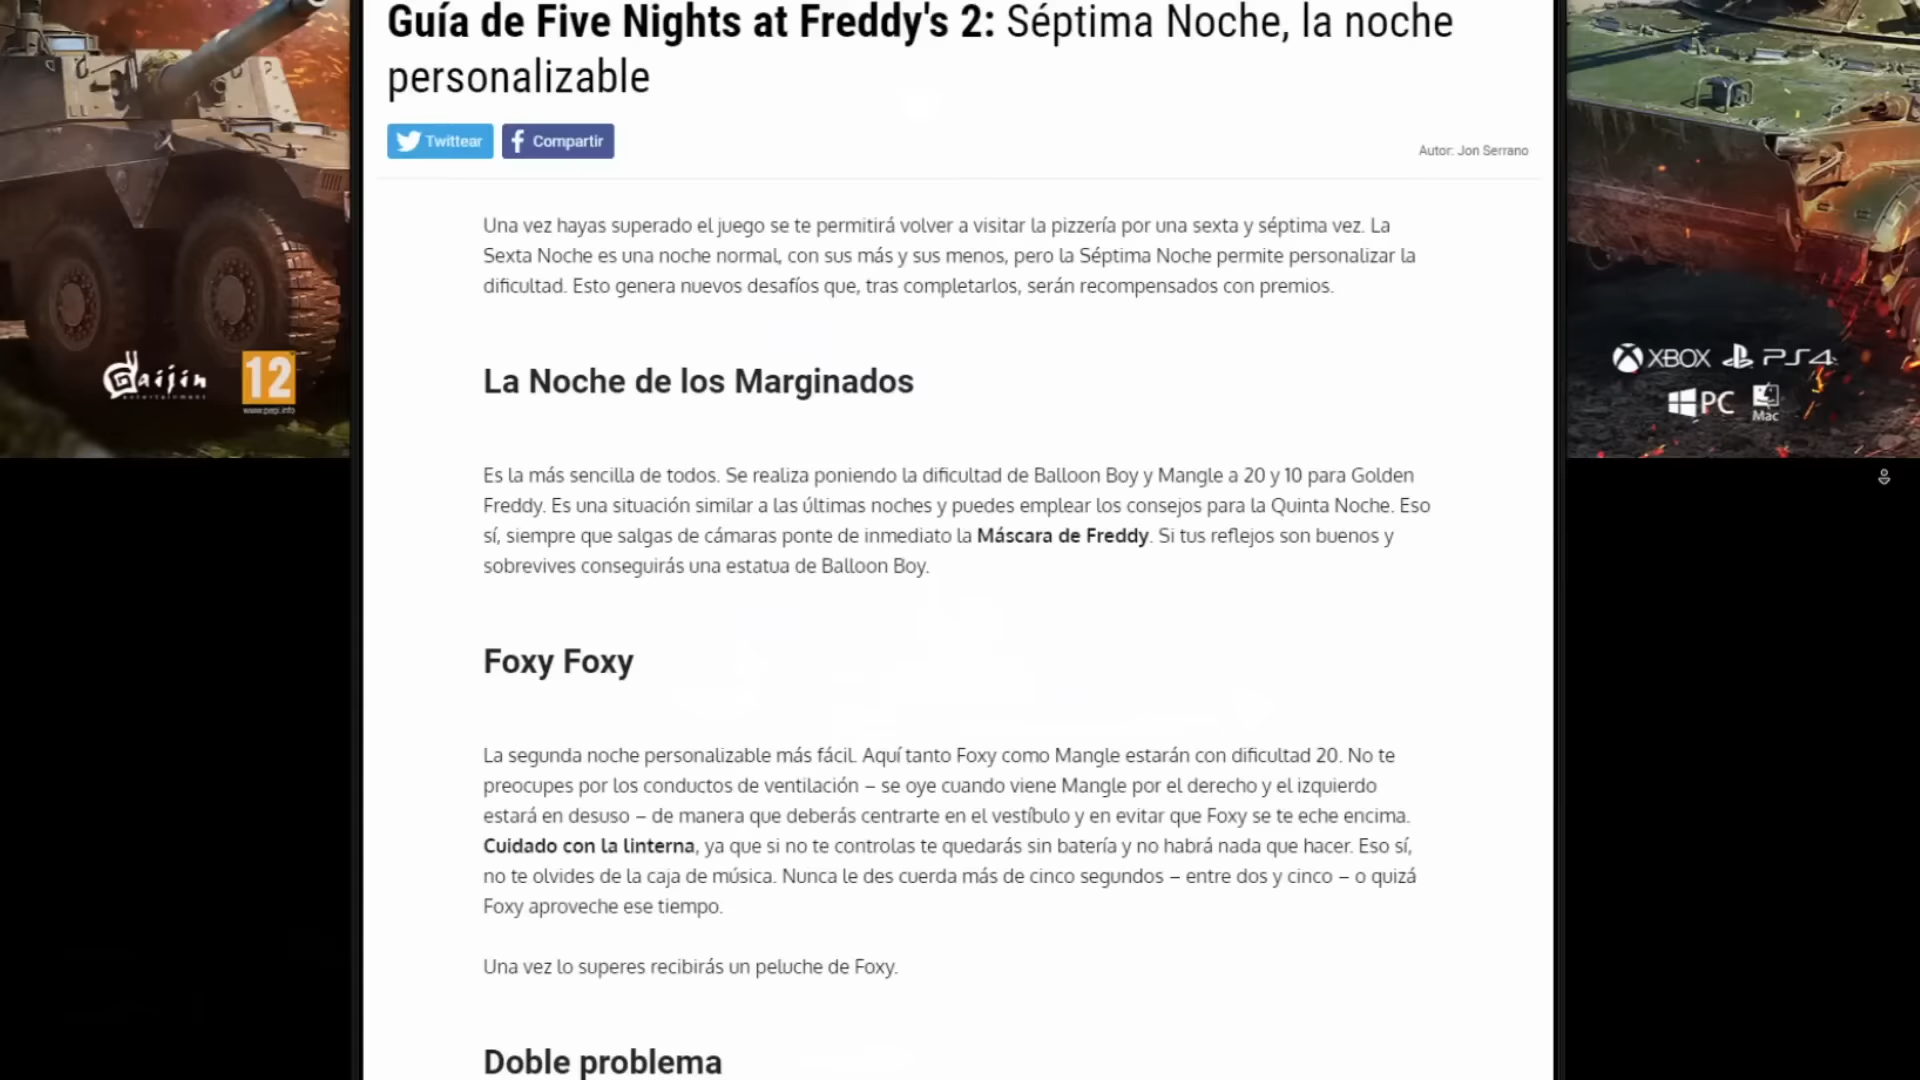 Guía de Five Nights at Freddy's 2: Séptima Noche, la noche
personalizable
Twittear
Compartir
Autor: Jon Serrano
Una vez hayas superado el juego se te permitirá volver a visitar la pizzería por una sexta y séptima vez. La
Sexta Noche es una noche normal, con sus más y sus menos, pero la Séptima Noche permite personalizar la
dificultad. Esto genera nuevos desafíos que, tras completarlos, serán recompensados con premios.
La Noche de los Marginados
Es la más sencilla de todos. Se realiza poniendo la dificultad de Balloon Boy y Mangle a 20 y 10 para Golden
Freddy. Es una situación similar a las últimas noches y puedes emplear los consejos para la Quinta Noche. Eso
sí, siempre que salgas de cámaras ponte de inmediato la Máscara de Freddy. Si tus reflejos son buenos y
sobrevives conseguirás una estatua de Balloon Boy.
Foxy Foxy
La segunda noche personalizable más fácil. Aquí tanto Foxy como Mangle estarán con dificultad 20. No te
preocupes por los conductos de ventilación – se oye cuando viene Mangle por el derecho y el izquierdo
estará en desuso – de manera que deberás centrarte en el vestíbulo y en evitar que Foxy se te eche encima.
Cuidado con la linterna, ya que si no te controlas te quedarás sin batería y no habrá nada que hacer. Eso sí,
no te olvides de la caja de música. Nunca le des cuerda más de cinco segundos – entre dos y cinco – o quizá
Foxy aproveche ese tiempo.
Una vez lo superes recibirás un peluche de Foxy.
Doble problema
Gaijin
entertainment
12
www.pegi.info
XBOX PS4
PC Mac